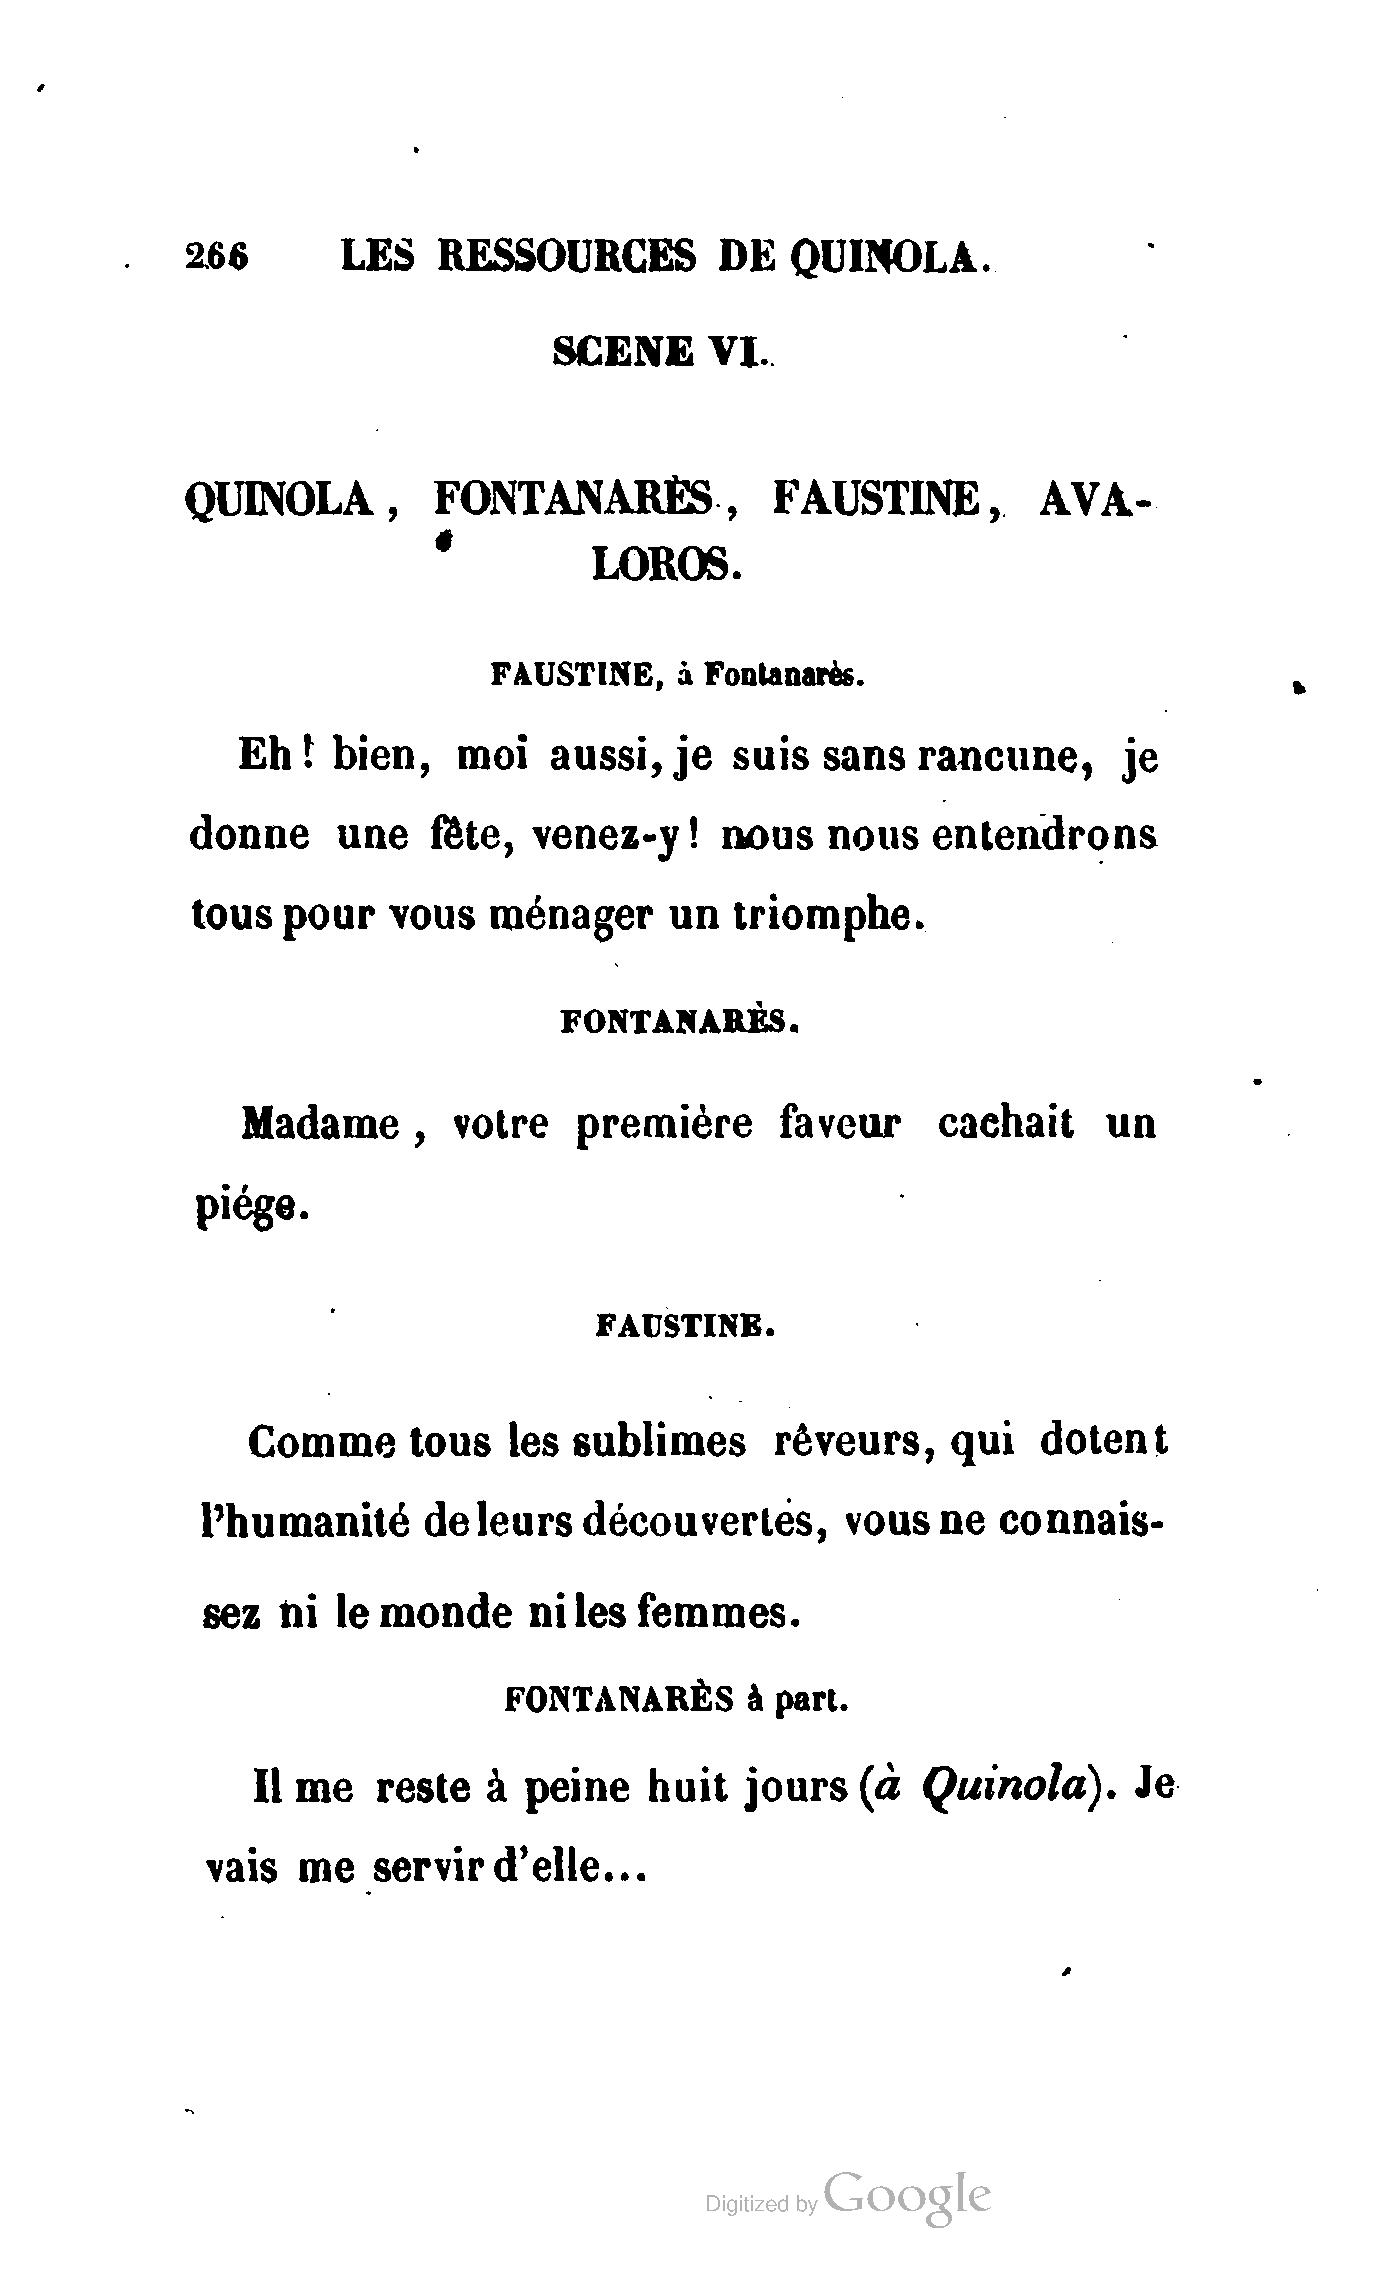 266 LES RESSOURCES DE QUINOLA.
SCENE VI.
QUINOLA , FONTANARÈS , FAUSTINE, AVA-
LOROS.
FAUSTINE, à Fontanarès.
Eh ! bien, moi aussi, je suis sans rancune, je
donne une fête, venez-y ! nous nous entendrons
tous pour vous ménager un triomphe.
FONTANARÈS.
Madame , votre première faveur cachait un
piége.
FAUSTINE.
Comme tous les sublimes rêveurs, qui dotent
l'humanité de leurs découvertes, vous ne connais-
sez ni le monde ni les femmes.
FONTANARÈS à part.
Il me reste à peine huit jours (à Quinola). Je
vais me servir d'elle...
Digitized by Google